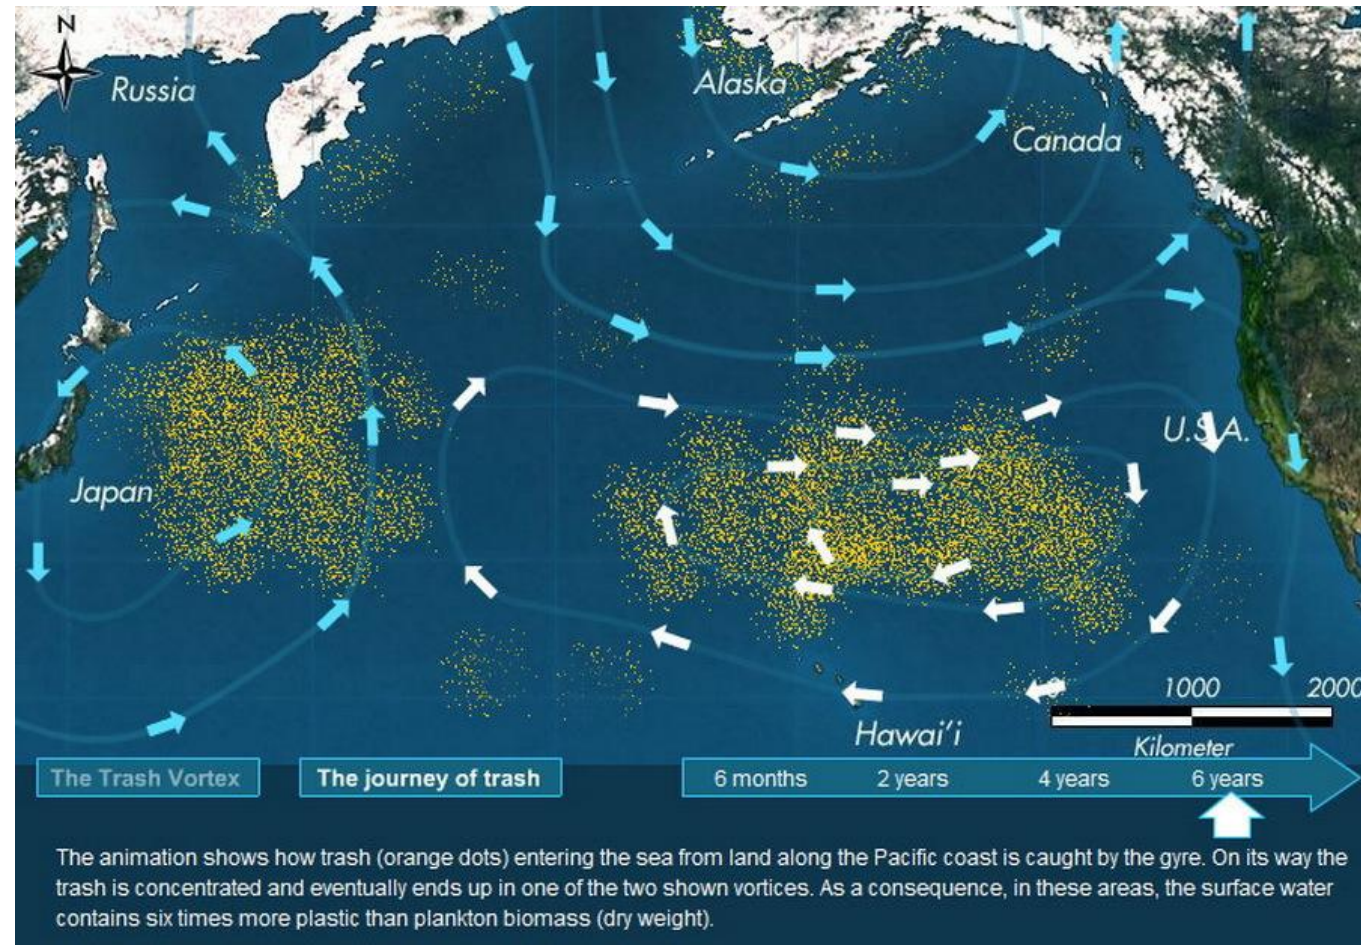 N
Russia
Alaska
Canada
U.S.A.
Japan
1000
2000
Hawai'i
Kilometer
The Trash Vortex
The journey of trash
6 months
2 years
4 years
6 years
The animation shows how trash (orange dots) entering the sea from land along the Pacific coast is caught by the gyre. On its way the
trash is concentrated and eventually ends up in one of the two shown vortices. As a consequence, in these areas, the surface water
contains six times more plastic than plankton biomass (dry weight).